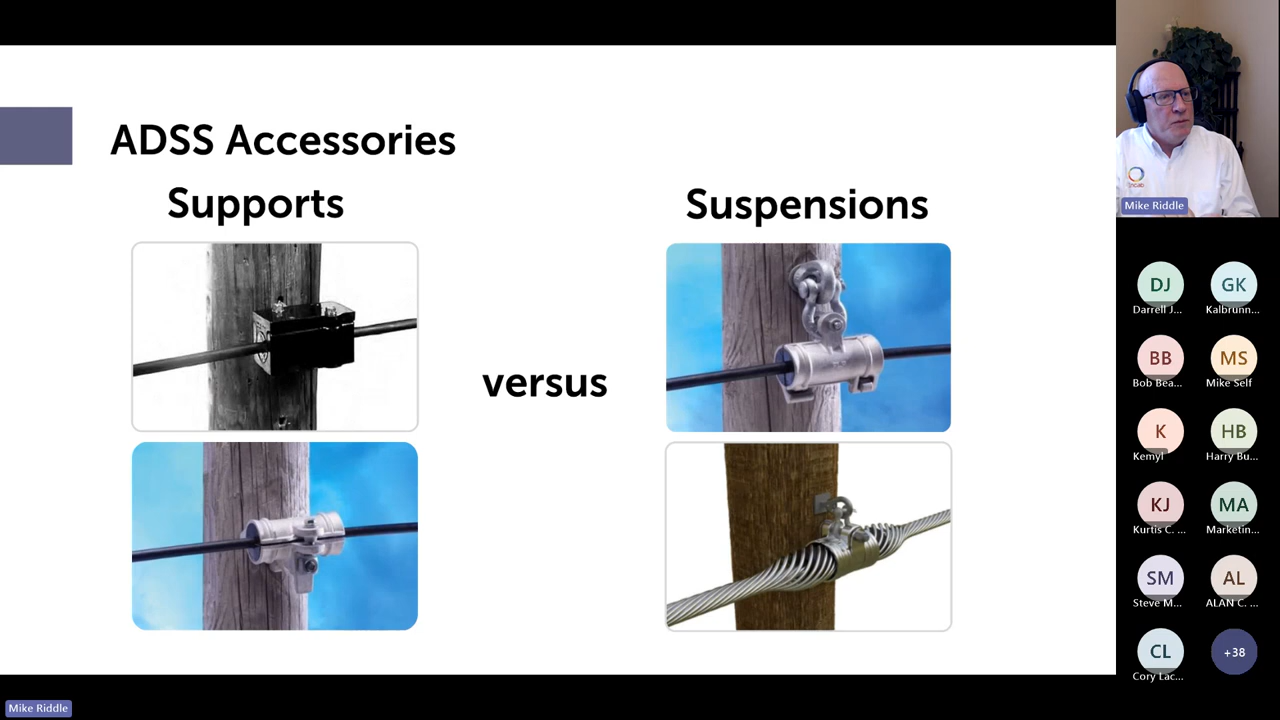 ADSS Accessories
Supports
Suspensions
versus
Mike Riddle
DJ
Darrell J...
GK
Kalbrunn...
BB
Bob Bea...
MS
Mike Self
K
Kemyl
HB
Harry Bu...
KJ
Kurtis C. ...
MA
Marketin...
SM
Steve M...
AL
ALAN C. ...
CL
Cory Lac...
+38
Mike Riddle